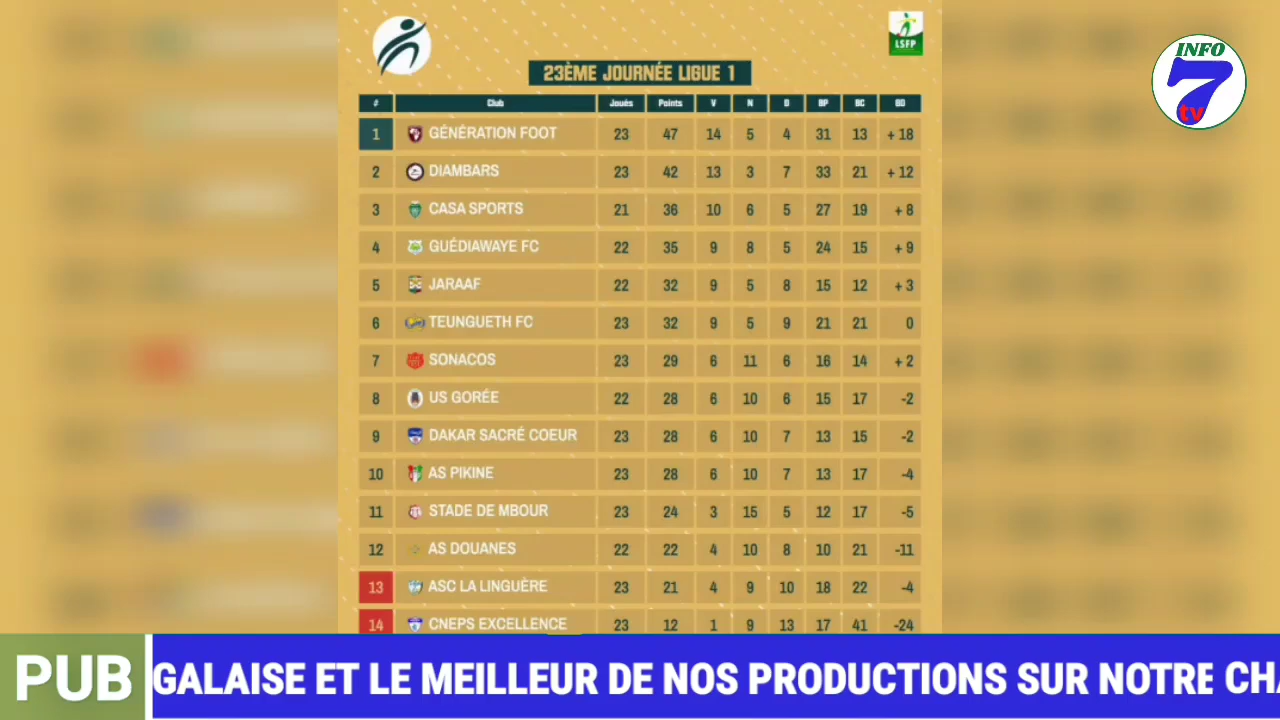 LSFP
INFO
7
tv
23ÈME JOURNÉE LIGUE 1
# Club Joués Points V N D BP BC BD
1 GÉNÉRATION FOOT 23 47 14 5 4 31 13 + 18
2 DIAMBARS 23 42 13 3 7 33 21 + 12
3 CASA SPORTS 21 36 10 6 5 27 19 + 8
4 GUÉDIAWAYE FC 22 35 9 8 5 24 15 + 9
5 JARAAF 22 32 9 5 8 15 12 + 3
6 TEUNGUETH FC 23 32 9 5 9 21 21 0
7 SONACOS 23 29 6 11 6 16 14 + 2
8 US GORÉE 22 28 6 10 6 15 17 -2
9 DAKAR SACRÉ COEUR 23 28 6 10 7 13 15 -2
10 AS PIKINE 23 28 6 10 7 13 17 -4
11 STADE DE MBOUR 23 24 3 15 5 12 17 -5
12 AS DOUANES 22 22 4 10 8 10 21 -11
13 ASC LA LINGUÈRE 23 21 4 9 10 18 22 -4
14 CNEPS EXCELLENCE 23 12 1 9 13 17 41 -24
PUB GALAISE ET LE MEILLEUR DE NOS PRODUCTIONS SUR NOTRE CHA